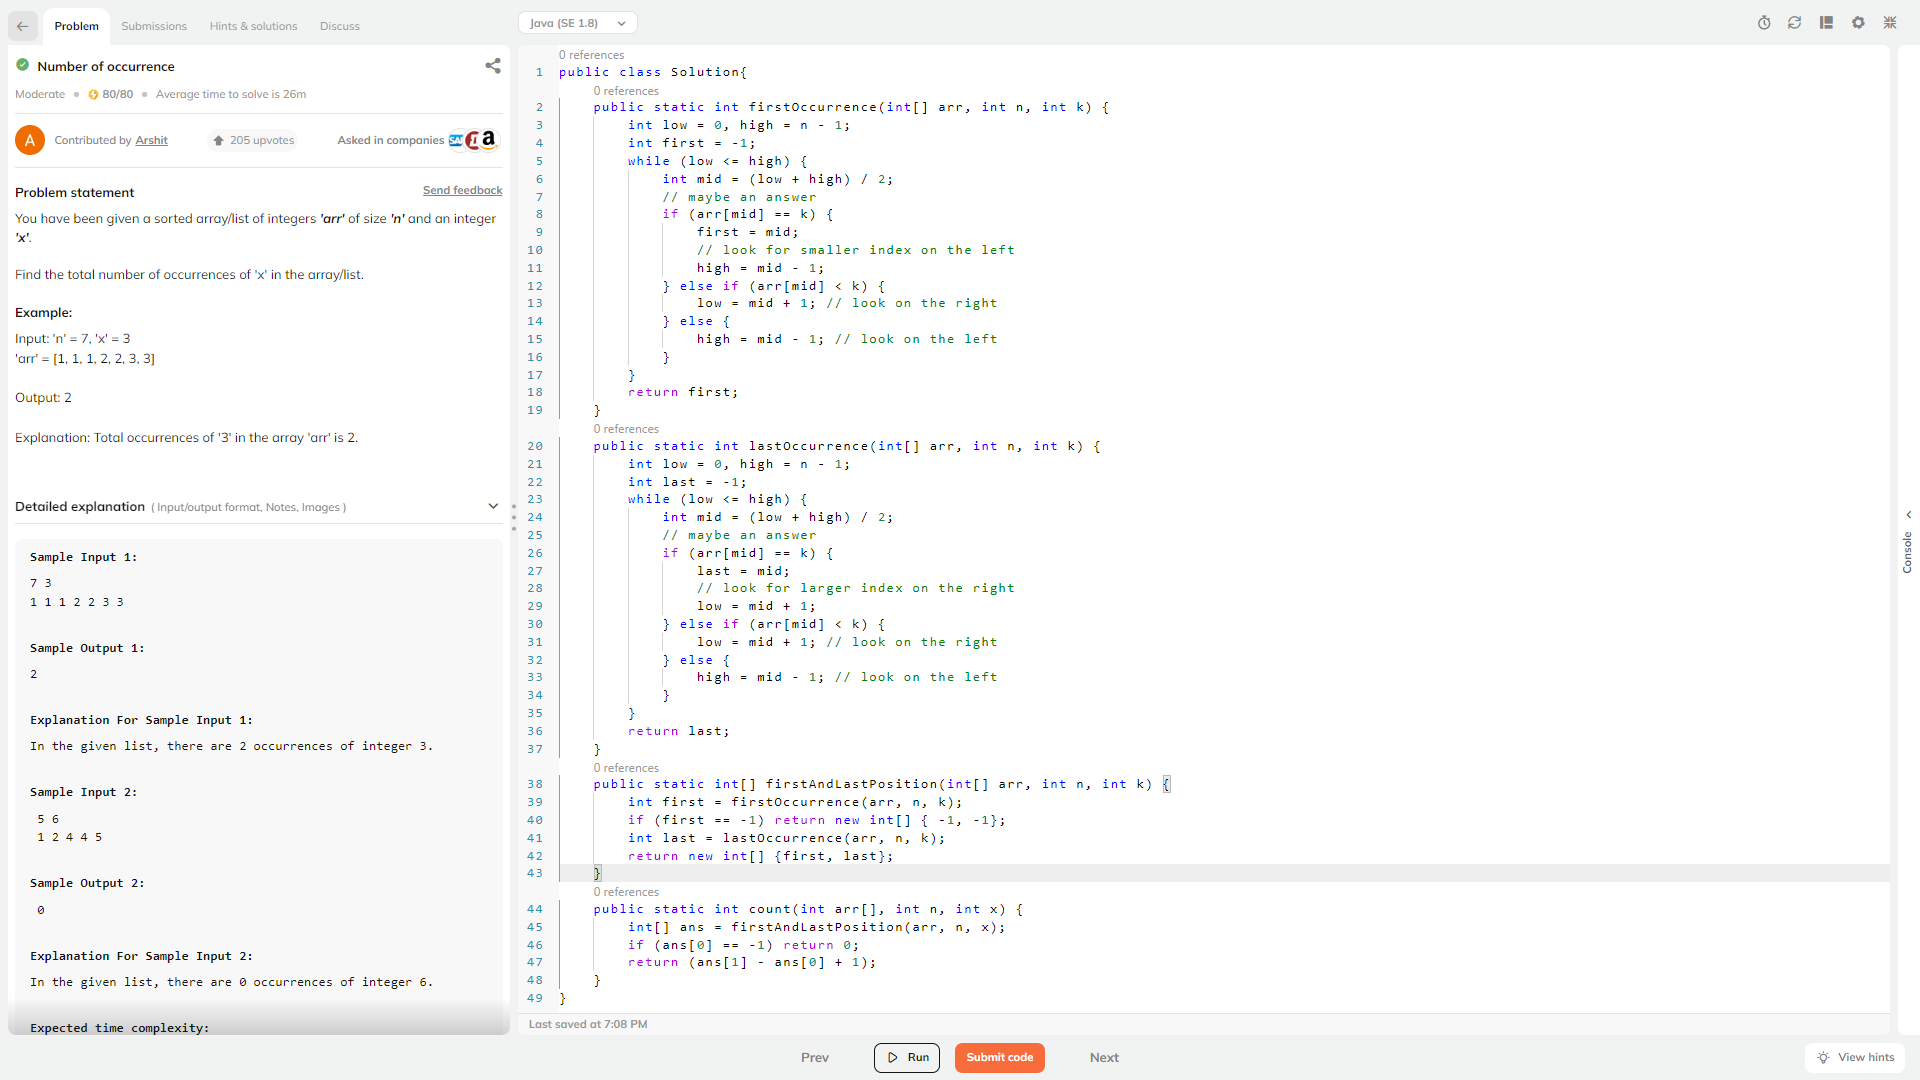 Problem
Submissions
Hints & solutions
Discuss
Number of occurrence
Moderate 80/80 Average time to solve is 26m
A Contributed by Arshit 205 upvotes Asked in companies
Problem statement Send feedback
You have been given a sorted array/list of integers 'arr' of size 'n' and an integer
'x'.
Find the total number of occurrences of 'x' in the array/list.
Example:
Input: 'n' = 7, 'x' = 3
'arr' = [1, 1, 1, 2, 2, 3, 3]
Output: 2
Explanation: Total occurrences of '3' in the array 'arr' is 2.
Detailed explanation ( Input/output format, Notes, Images )
Sample Input 1:
7 3
1 1 1 2 2 3 3
Sample Output 1:
2
Explanation For Sample Input 1:
In the given list, there are 2 occurrences of integer 3.
Sample Input 2:
5 6
1 2 4 4 5
Sample Output 2:
0
Explanation For Sample Input 2:
In the given list, there are 0 occurrences of integer 6.
Expected time complexity:
Java (SE 1.8)
0 references
1 public class Solution{
0 references
2 public static int firstOccurrence(int[] arr, int n, int k) {
3 int low = 0, high = n - 1;
4 int first = -1;
5 while (low <= high) {
6 int mid = (low + high) / 2;
7 // maybe an answer
8 if (arr[mid] == k) {
9 first = mid;
10 // look for smaller index on the left
11 high = mid - 1;
12 } else if (arr[mid] < k) {
13 low = mid + 1; // look on the right
14 } else {
15 high = mid - 1; // look on the left
16 }
17 }
18 return first;
19 }
0 references
20 public static int lastOccurrence(int[] arr, int n, int k) {
21 int low = 0, high = n - 1;
22 int last = -1;
23 while (low <= high) {
24 int mid = (low + high) / 2;
25 // maybe an answer
26 if (arr[mid] == k) {
27 last = mid;
28 // look for larger index on the right
29 low = mid + 1;
30 } else if (arr[mid] < k) {
31 low = mid + 1; // look on the right
32 } else {
33 high = mid - 1; // look on the left
34 }
35 }
36 return last;
37 }
0 references
38 public static int[] firstAndLastPosition(int[] arr, int n, int k) {
39 int first = firstOccurrence(arr, n, k);
40 if (first == -1) return new int[] { -1, -1};
41 int last = lastOccurrence(arr, n, k);
42 return new int[] {first, last};
43 }
0 references
44 public static int count(int arr[], int n, int x) {
45 int[] ans = firstAndLastPosition(arr, n, x);
46 if (ans[0] == -1) return 0;
47 return (ans[1] - ans[0] + 1);
48 }
49 }
Last saved at 7:08 PM
Console
Prev
Run
Submit code
Next
View hints